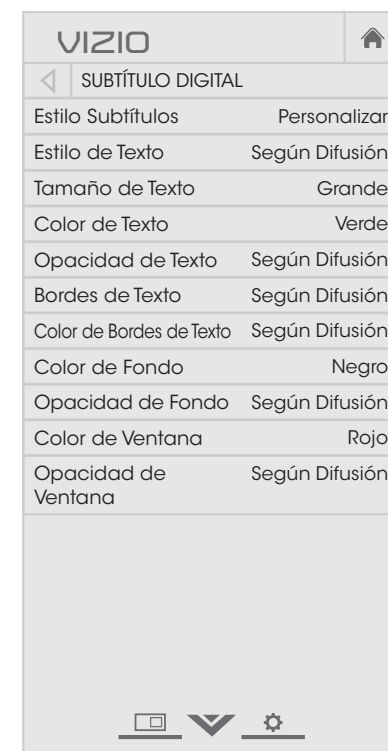 VIZIO
SUBTÍTULO DIGITAL
Estilo Subtítulos Personalizar
Estilo de Texto Según Difusión
Tamaño de Texto Grande
Color de Texto Verde
Opacidad de Texto Según Difusión
Bordes de Texto Según Difusión
Color de Bordes de Texto Según Difusión
Color de Fondo Negro
Opacidad de Fondo Según Difusión
Color de Ventana Rojo
Opacidad de Según Difusión
Ventana